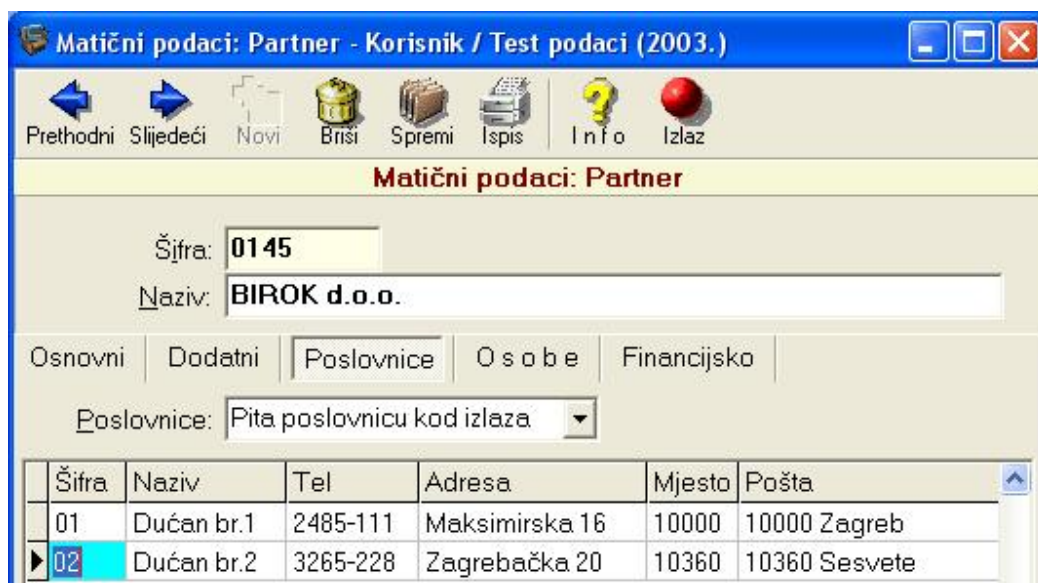 Matični podaci: Partner - Korisnik / Test podaci (2003.)
Prethodni Slijedeći Novi Briši Spremi Ispis Info Izlaz
Matični podaci: Partner
Šifra: 0145
Naziv: BIROK d.o.o.
Osnovni Dodatni Poslovnice Osobe Financijsko
Poslovnice: Pita poslovnicu kod izlaza
Šifra Naziv Tel Adresa Mjesto Pošta
01 Dućan br.1 2485-111 Maksimirska 16 10000 10000 Zagreb
02 Dućan br.2 3265-228 Zagrebačka 20 10360 10360 Sesvete